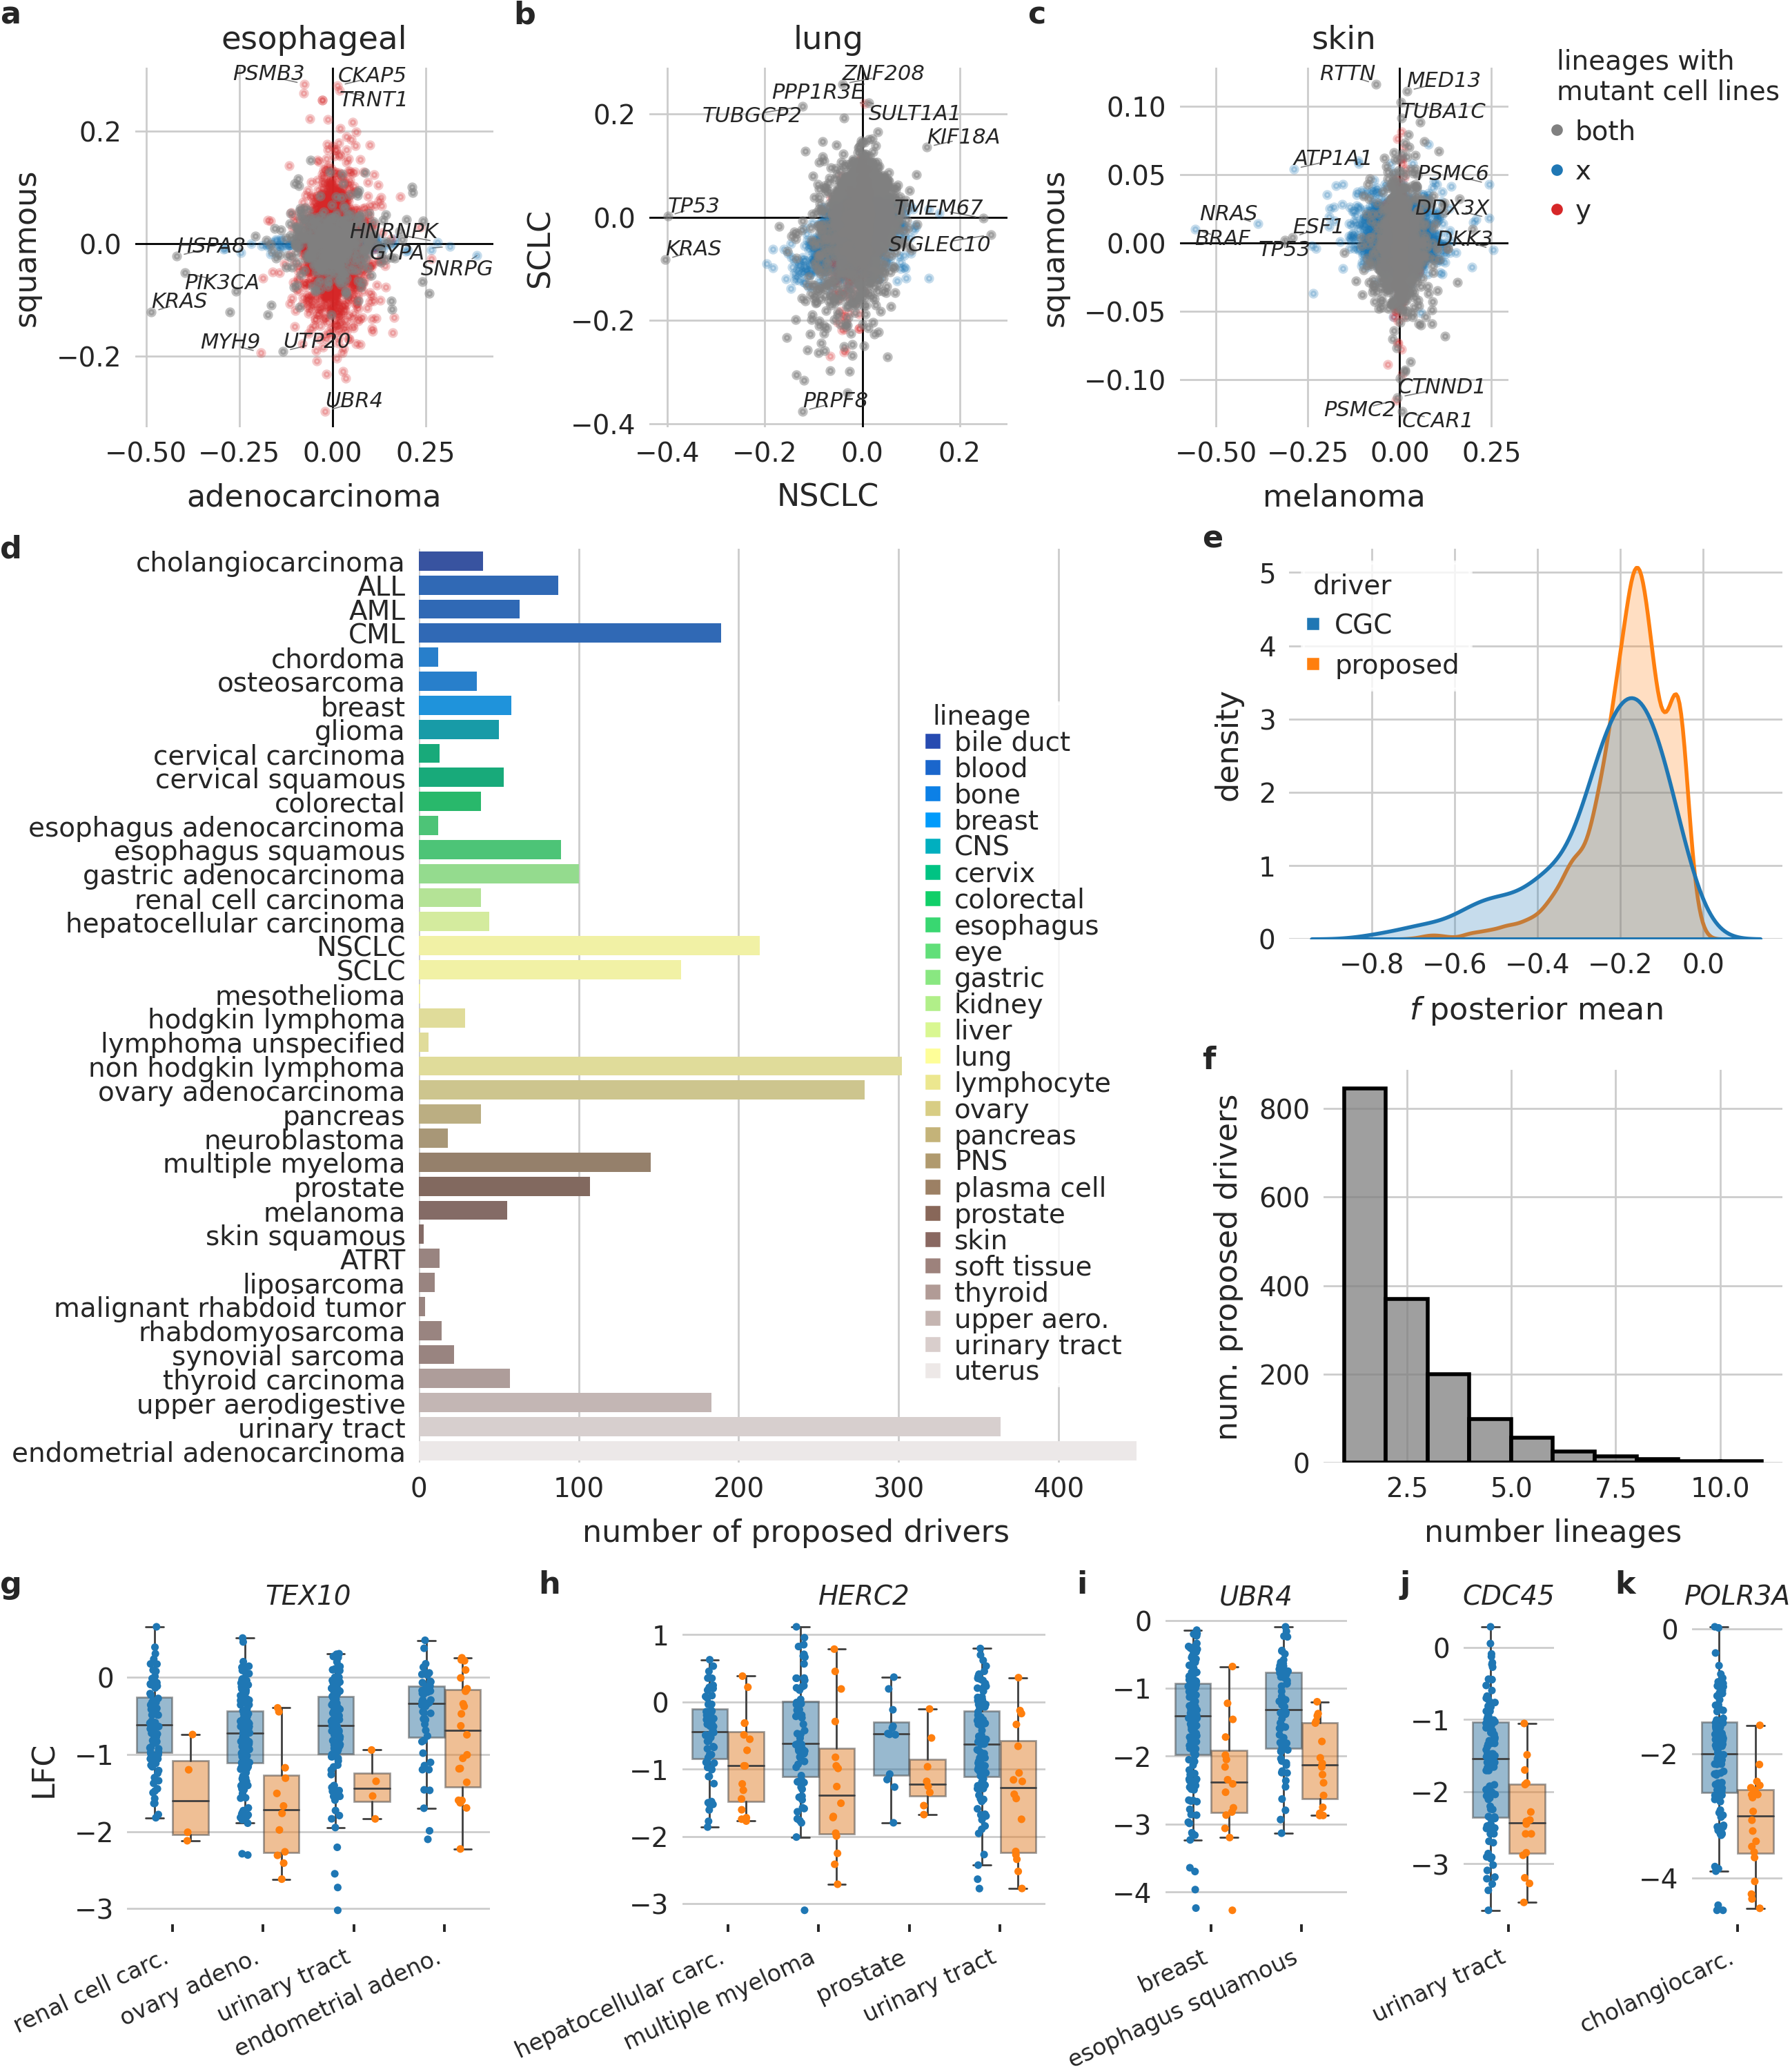 a
esophageal
PSMB3
CKAP5
TRNT1
HNRNPK
HSPA8
GYPA
SNRPG
PIK3CA
KRAS
MYH9
UTP20
UBR4
0.2
0.0
−0.2
squamous
−0.50 −0.25 0.00 0.25
adenocarcinoma
b
lung
ZNF208
PPP1R3E
TUBGCP2
SULT1A1
KIF18A
TP53
TMEM67
KRAS
SIGLEC10
PRPF8
0.2
0.0
−0.2
−0.4
SCLC
−0.4 −0.2 0.0 0.2
NSCLC
c
skin
RTTN
MED13
TUBA1C
ATP1A1
PSMC6
NRAS
DDX3X
ESF1
BRAF
TP53
DKK3
CTNND1
PSMC2
CCAR1
0.10
0.05
0.00
−0.05
−0.10
squamous
−0.50 −0.25 0.00 0.25
melanoma
lineages with
mutant cell lines
both
x
y
d
cholangiocarcinoma
ALL
AML
CML
chordoma
osteosarcoma
breast
glioma
cervical carcinoma
cervical squamous
colorectal
esophagus adenocarcinoma
esophagus squamous
gastric adenocarcinoma
renal cell carcinoma
hepatocellular carcinoma
NSCLC
SCLC
mesothelioma
hodgkin lymphoma
lymphoma unspecified
non hodgkin lymphoma
ovary adenocarcinoma
pancreas
neuroblastoma
multiple myeloma
prostate
melanoma
skin squamous
ATRT
liposarcoma
malignant rhabdoid tumor
rhabdomyosarcoma
synovial sarcoma
thyroid carcinoma
upper aerodigestive
urinary tract
endometrial adenocarcinoma
0 100 200 300 400
number of proposed drivers
lineage
bile duct
blood
bone
breast
CNS
cervix
colorectal
esophagus
eye
gastric
kidney
liver
lung
lymphocyte
ovary
pancreas
PNS
plasma cell
prostate
skin
soft tissue
thyroid
upper aero.
urinary tract
uterus
e
driver
CGC
proposed
5
4
3
2
1
0
density
−0.8 −0.6 −0.4 −0.2 0.0
f posterior mean
f
800
600
400
200
0
num. proposed drivers
2.5 5.0 7.5 10.0
number lineages
g
TEX10
0
−1
−2
−3
LFC
renal cell carc.
ovary adeno.
urinary tract
endometrial adeno.
h
HERC2
1
0
−1
−2
−3
hepatocellular carc.
multiple myeloma
prostate
urinary tract
i
UBR4
0
−1
−2
−3
−4
breast
esophagus squamous
j
CDC45
0
−1
−2
−3
urinary tract
k
POLR3A
0
−2
−4
cholangiocarc.